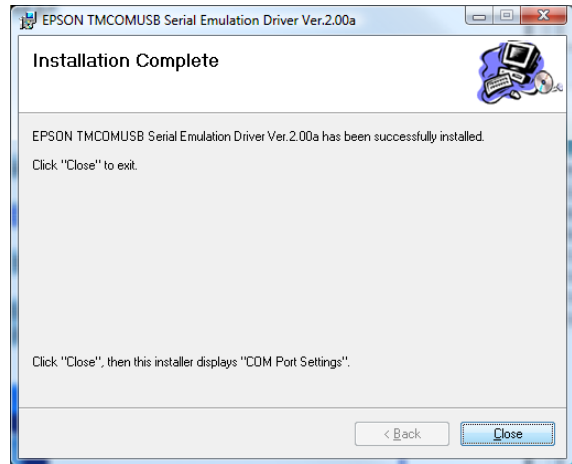 EPSON TMCOMUSB Serial Emulation Driver Ver.2.00a
Installation Complete
EPSON TMCOMUSB Serial Emulation Driver Ver.2.00a has been successfully installed.
Click "Close" to exit.
Click "Close", then this installer displays "COM Port Settings".
< Back
Close